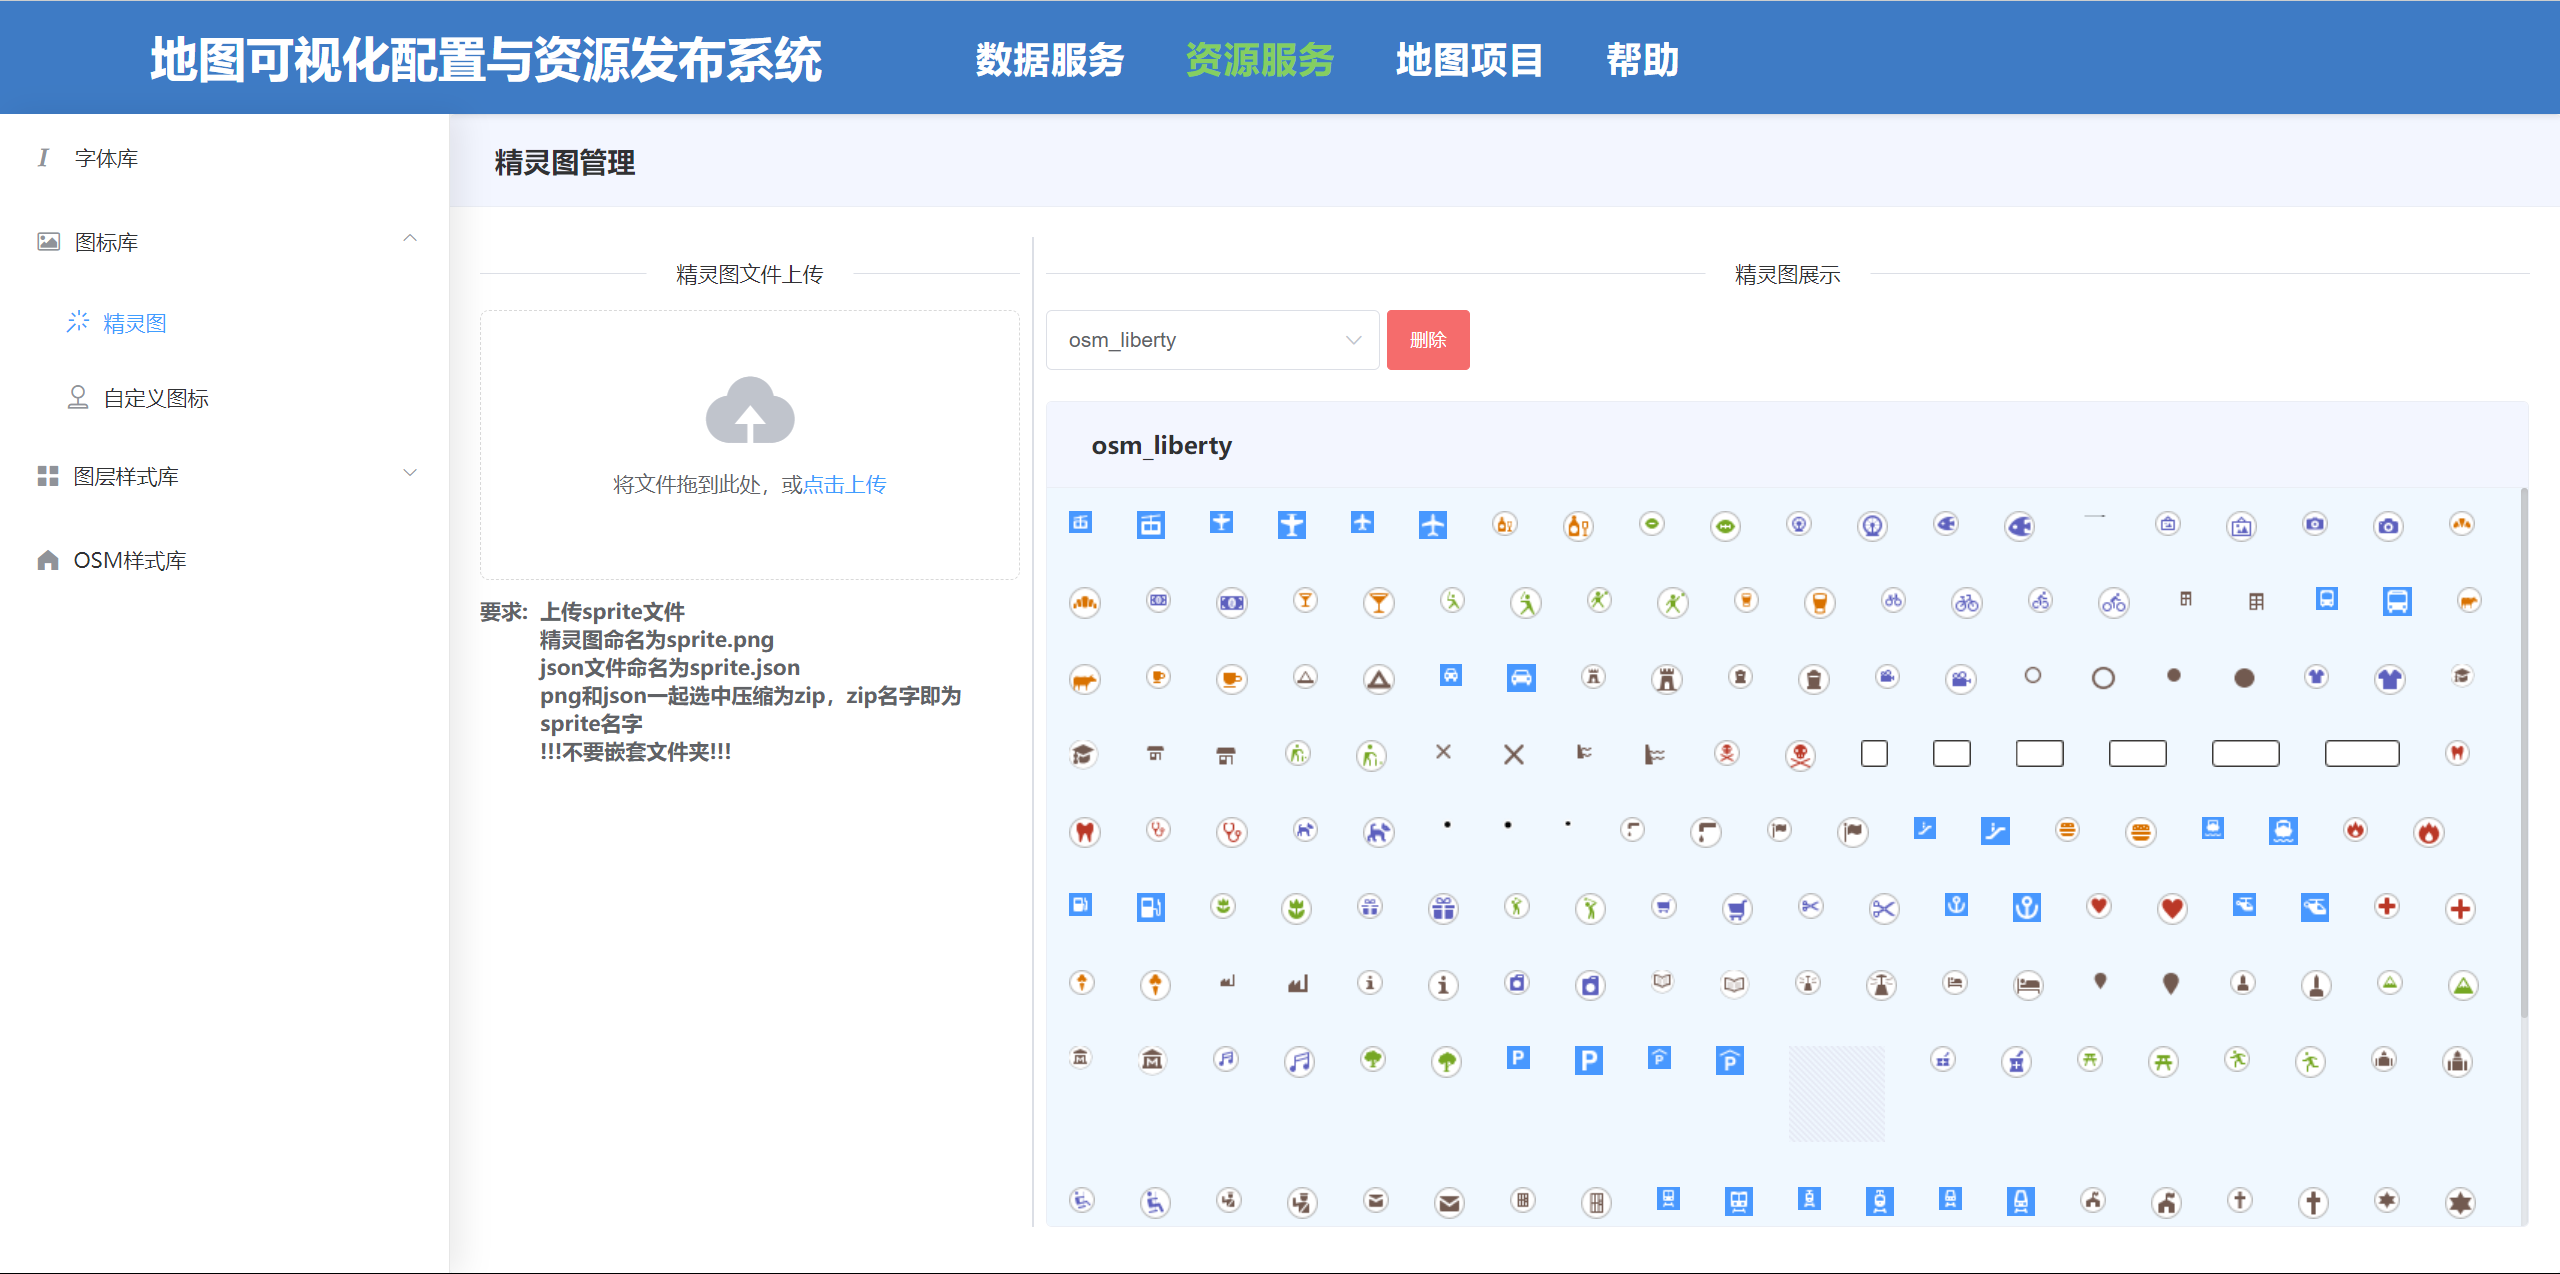 地图可视化配置与资源发布系统
数据服务
资源服务
地图项目
帮助
字体库
图标库
精灵图
自定义图标
图层样式库
OSM样式库
精灵图管理
精灵图文件上传
将文件拖到此处，或点击上传
要求: 上传sprite文件
精灵图命名为sprite.png
json文件命名为sprite.json
png和json一起选中压缩为zip，zip名字即为
sprite名字
!!!不要嵌套文件夹!!!
精灵图展示
osm_liberty
删除
osm_liberty